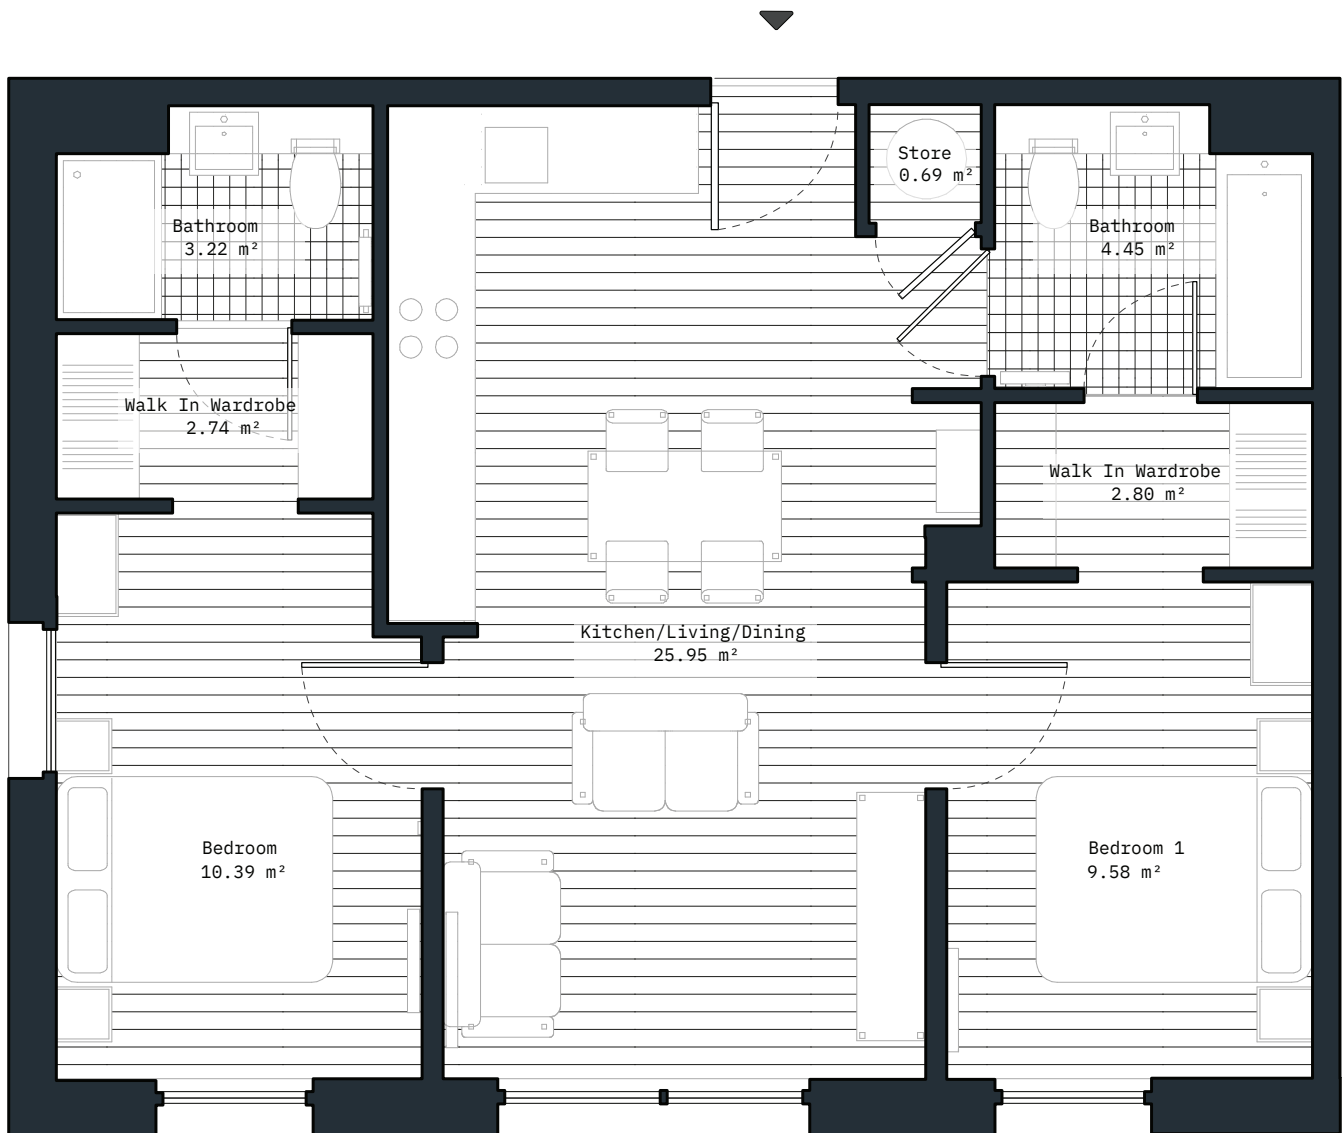 Store
0.69 m²
Bathroom
3.22 m²
Bathroom
4.45 m²
Walk In Wardrobe
2.74 m²
Walk In Wardrobe
2.80 m²
Kitchen/Living/Dining
25.95 m²
Bedroom
10.39 m²
Bedroom 1
9.58 m²